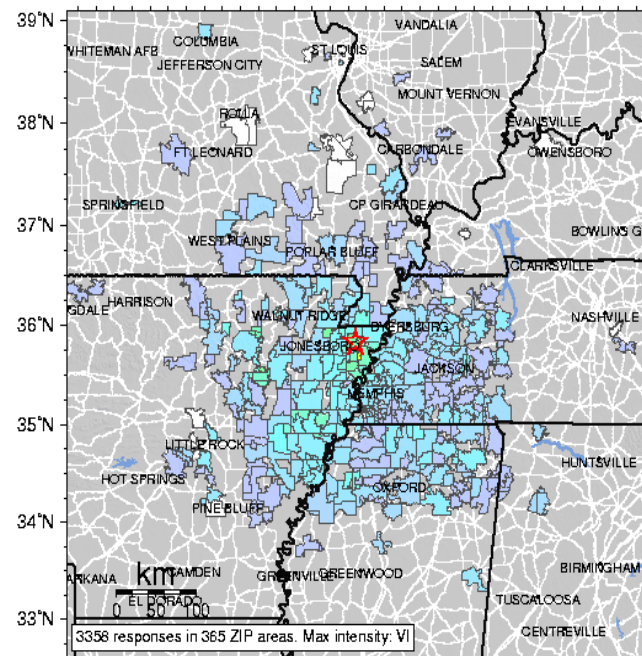 39°N
VANDALIA
COLUMBIA
WHITEMAN AFB
ST LOUIS
JEFFERSON CITY
SALEM
MOUNT VERNON
38°N
ROLLA
EVANSVILLE
FT LEONARD
CARBONDALE
OWENSBORO
SPRINGFIELD
CP GIRARDEAU
37°N
WEST PLAINS
BOWLING G
POPLAR BLUFF
CLARKSVILLE
HARRISON
GDALE
WALNUT RIDGE
NASHVILLE
36°N
DYERSBURG
JONESBORO
JACKSON
MEMPHIS
35°N
LITTLE ROCK
HUNTSVILLE
HOT SPRINGS
OXFORD
34°N
PINE BLUFF
BIRMINGHAM
ARKANA
CAMDEN
GREENVILLE
GREENWOOD
km
EL DORADO
TUSCALOOSA
0 50 100
33°N
CENTREVILLE
3358 responses in 365 ZIP areas. Max intensity: VI